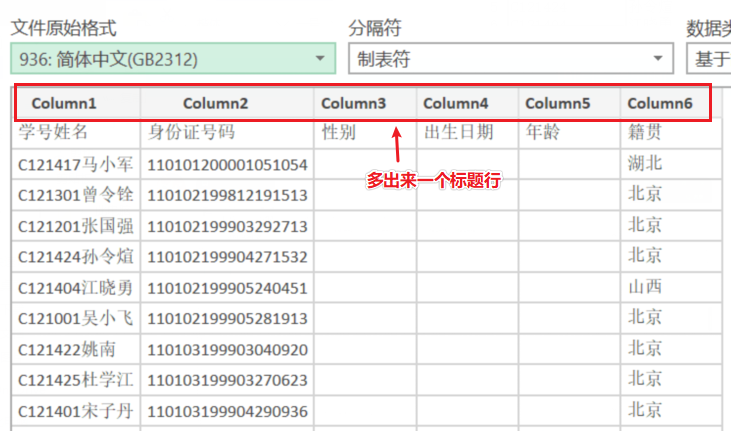 文件原始格式 分隔符 数据类
936: 简体中文(GB2312) 制表符 基于
Column1 Column2 Column3 Column4 Column5 Column6
学号姓名 身份证号码 性别 出生日期 年龄 籍贯
多出来一个标题行
C121417马小军 110101200001051054 湖北
C121301曾令铨 110102199812191513 北京
C121201张国强 110102199903292713 北京
C121424孙令煊 110102199904271532 北京
C121404江晓勇 110102199905240451 山西
C121001吴小飞 110102199905281913 北京
C121422姚南 110103199903040920 北京
C121425杜学江 110103199903270623 北京
C121401宋子丹 110103199904290936 北京